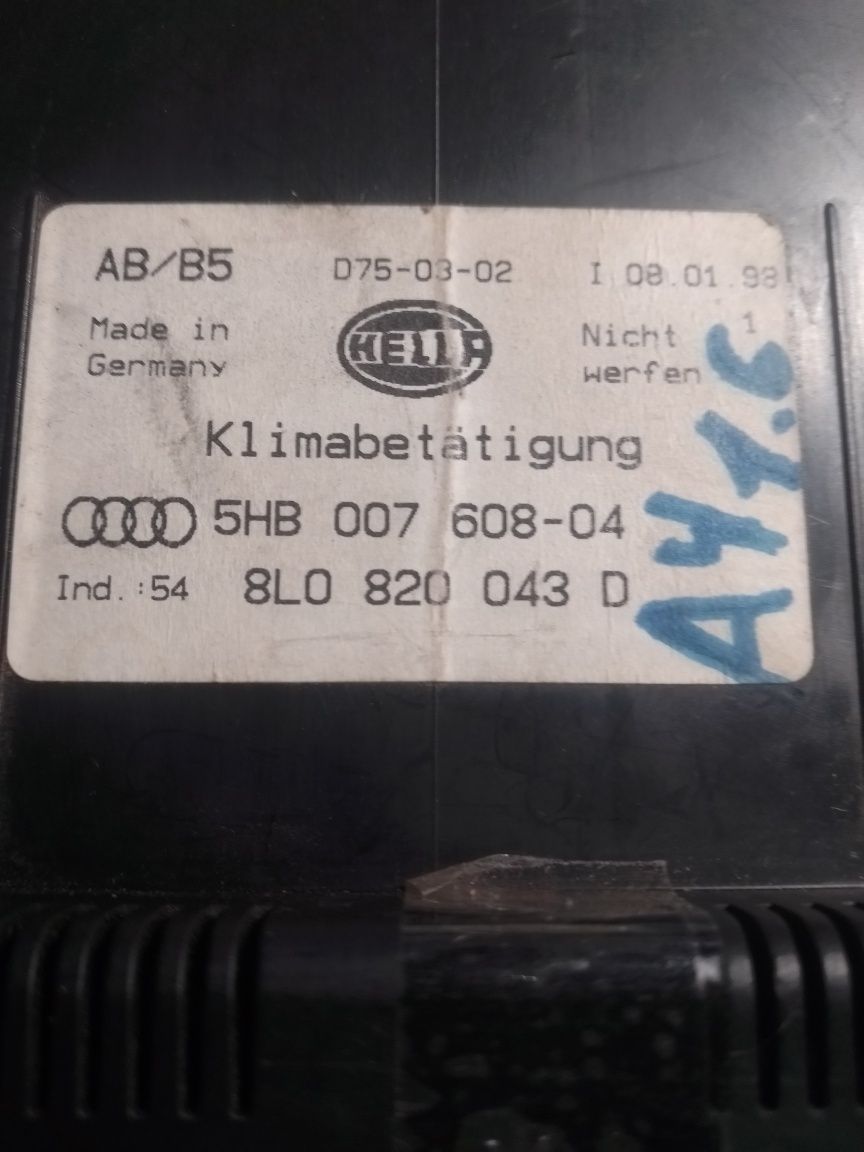 AB/B5 D75-03-02 I 08.01.98
Made in Germany
HELLA
Nicht werfen
1
Klimabetätigung
5HB 007 608-04
Ind.:54 8L0 820 043 D
A4 1.6